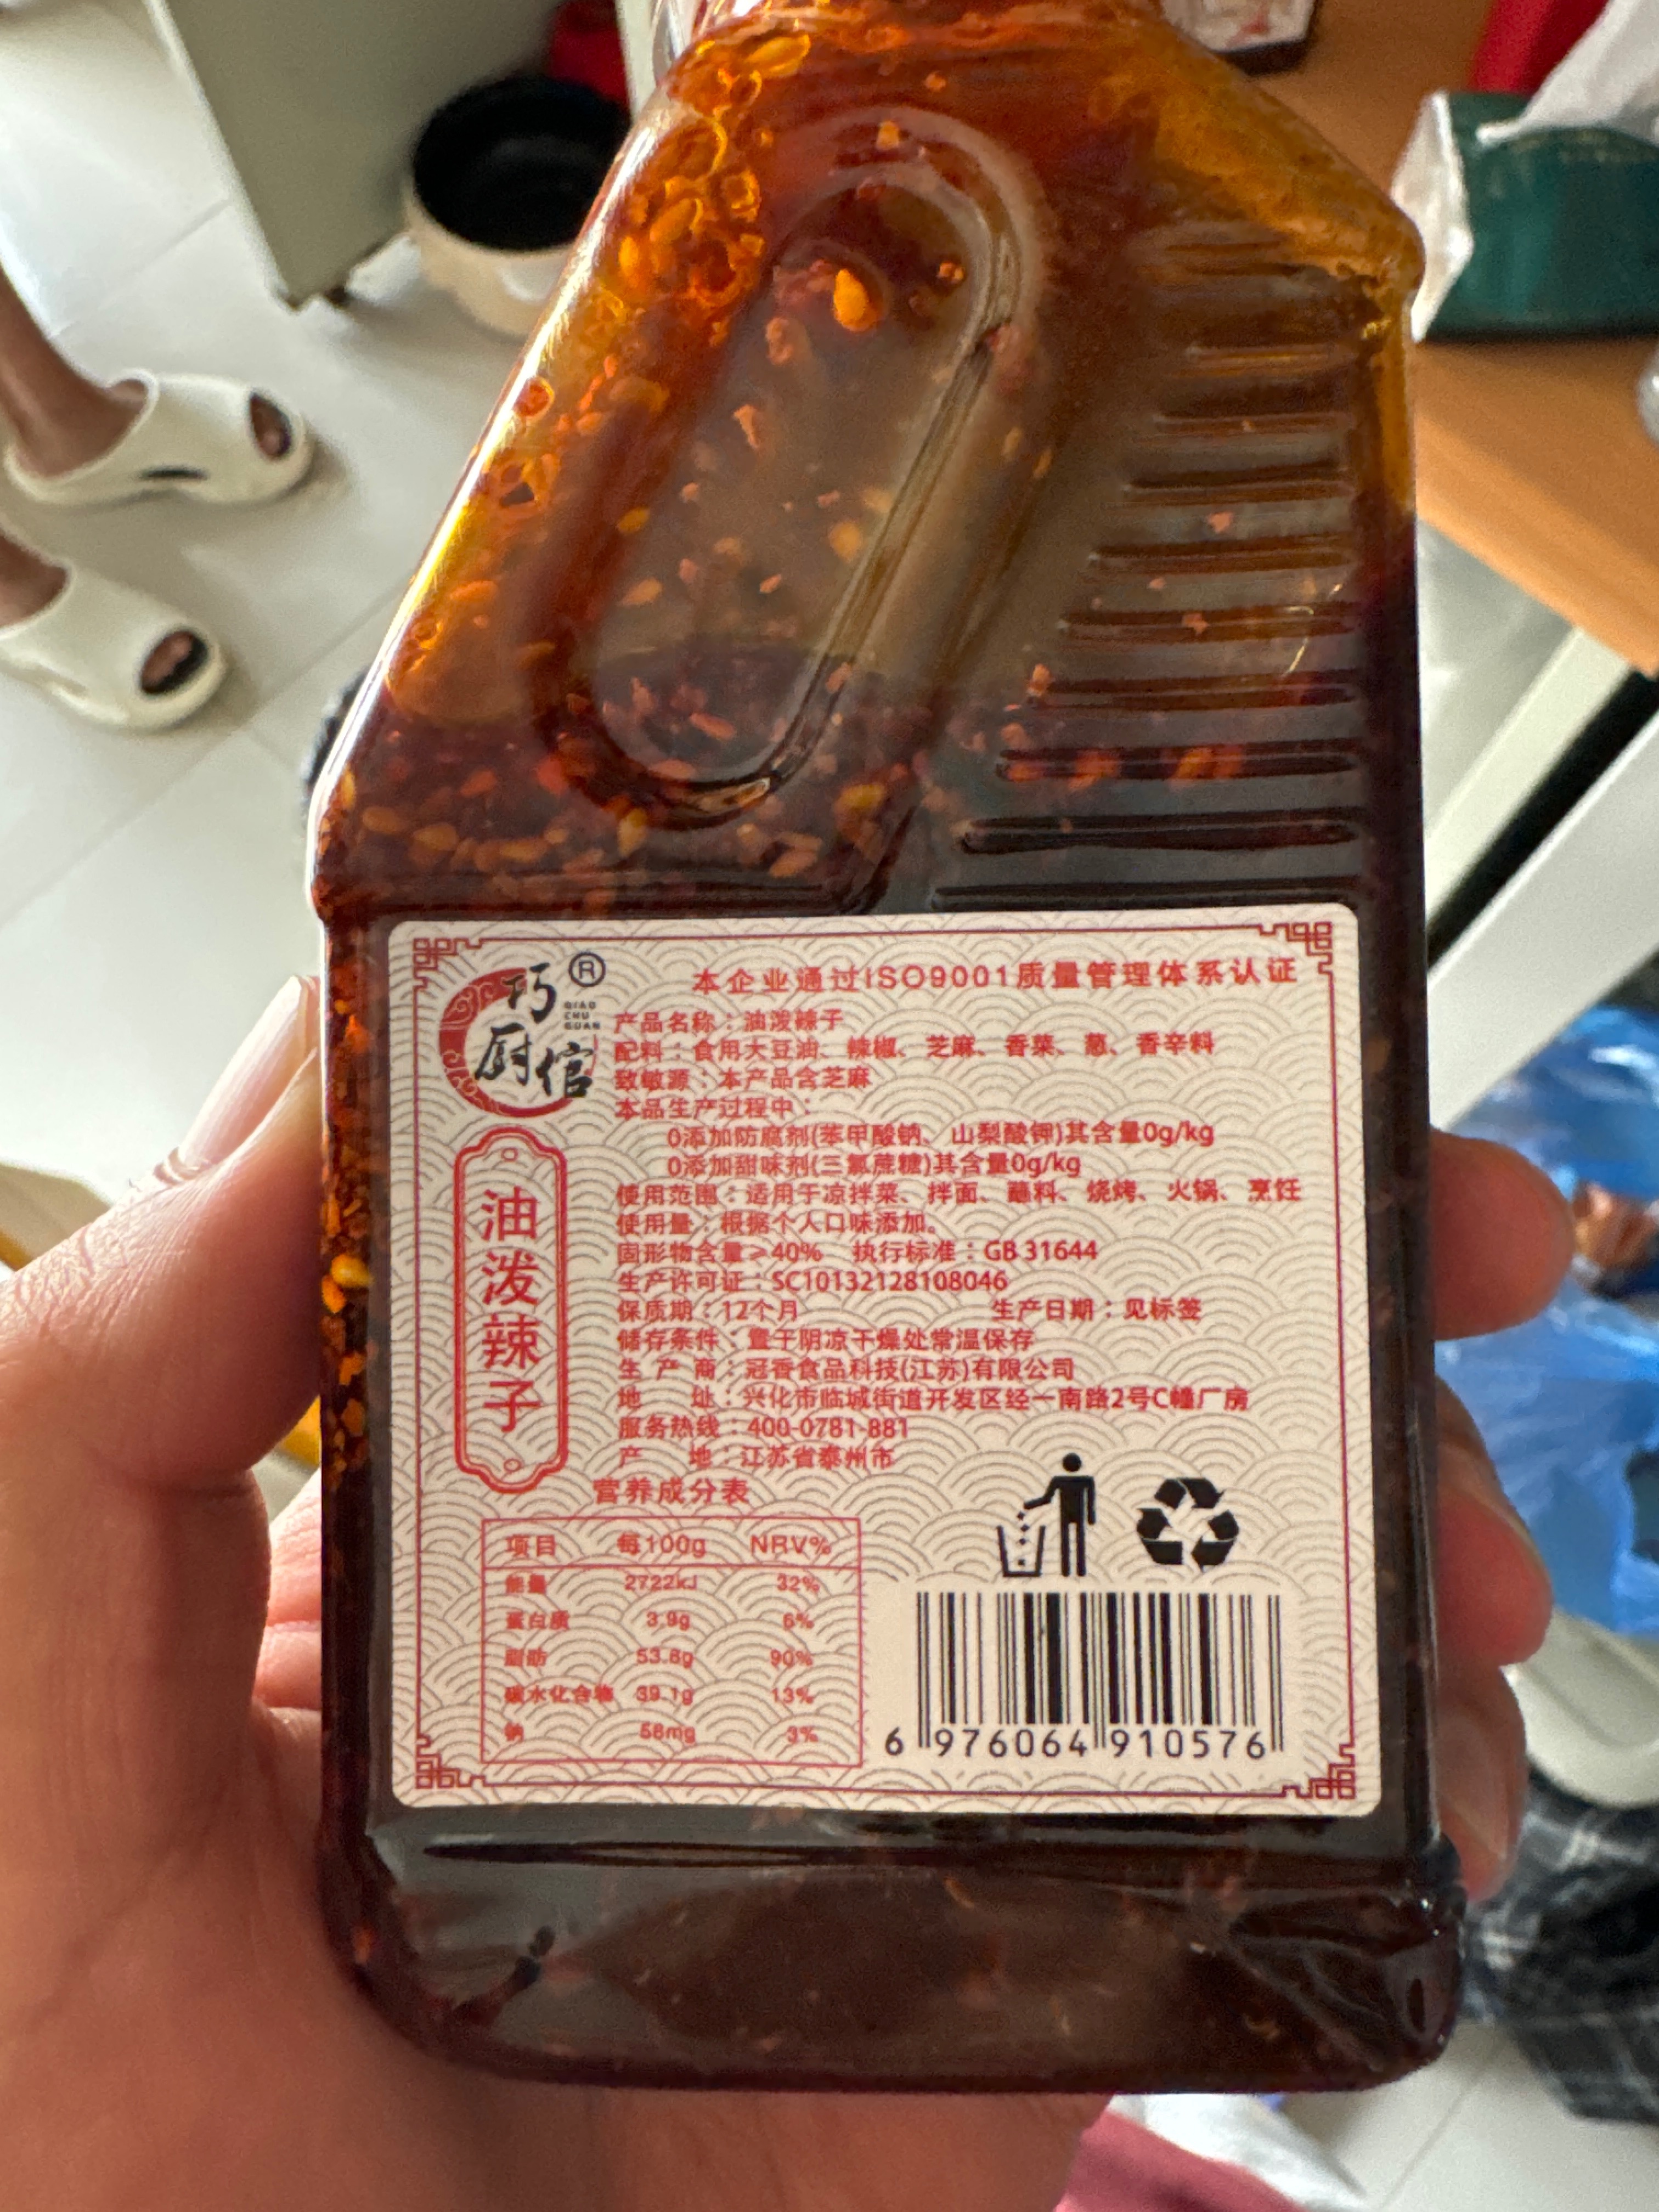 巧厨倌
®
QIAO
CHU
GUAN
本企业通过ISO9001质量管理体系认证
产品名称：油泼辣子
配料：食用大豆油、辣椒、芝麻、香菜、葱、香辛料
致敏源：本产品含芝麻
本品生产过程中：
0添加防腐剂(苯甲酸钠、山梨酸钾)其含量0g/kg
0添加甜味剂(三氯蔗糖)其含量0g/kg
使用范围：适用于凉拌菜、拌面、蘸料、烧烤、火锅、烹饪
使用量：根据个人口味添加。
固形物含量≥40% 执行标准：GB 31644
生产许可证：SC10132128108046
保质期：12个月 生产日期：见标签
储存条件：置于阴凉干燥处常温保存
生产商：冠香食品科技(江苏)有限公司
地址：兴化市临城街道开发区经一南路2号C幢厂房
服务热线：400-0781-881
产地：江苏省泰州市
油泼辣子
营养成分表
项目 每100g NRV%
能量 2722kJ 32%
蛋白质 3.9g 6%
脂肪 53.8g 90%
碳水化合物 39.1g 13%
钠 58mg 3%
6 976064 910576